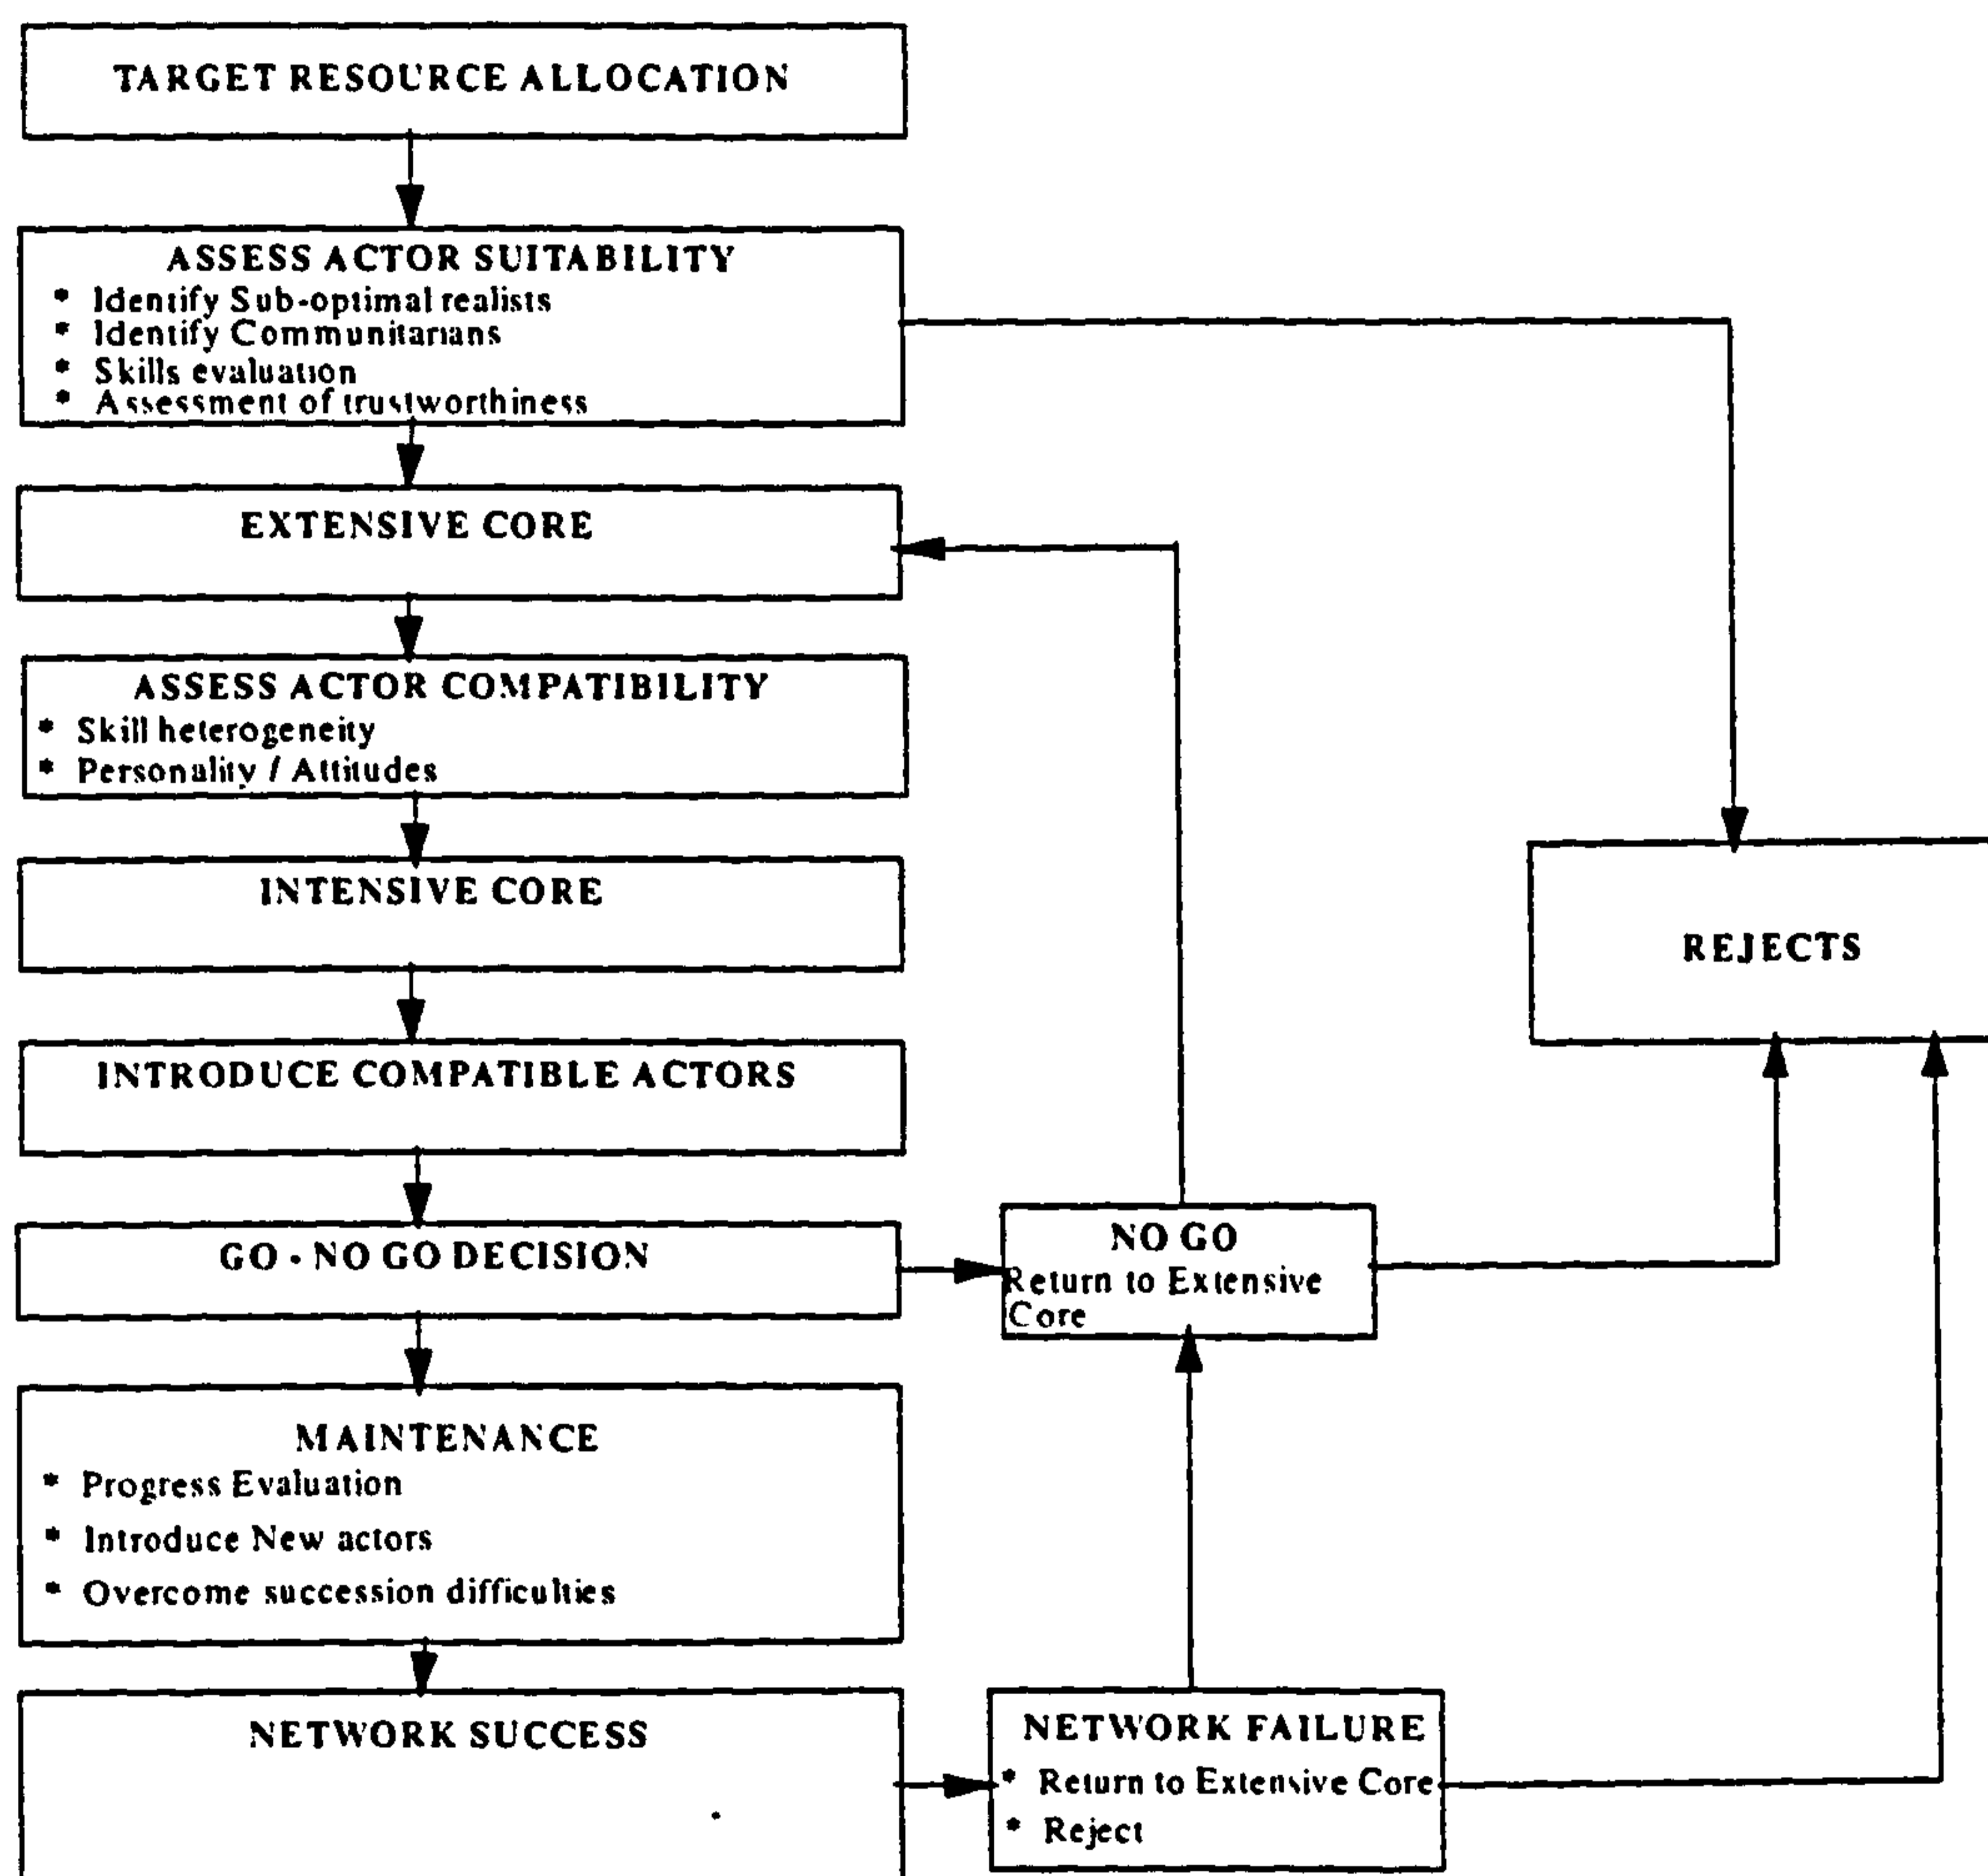 TARGET RESOURCE ALLOCATION
ASSESS ACTOR SUITABILITY
* Identify Sub-optimal realists
* Identify Communitarians
* Skills evaluation
* Assessment of trustworthiness
EXTENSIVE CORE
ASSESS ACTOR COMPATIBILITY
* Skill heterogeneity
* Personality / Attitudes
INTENSIVE CORE
REJECTS
INTRODUCE COMPATIBLE ACTORS
GO - NO GO DECISION
NO GO
Return to Extensive
Core
MAINTENANCE
* Progress Evaluation
* Introduce New actors
* Overcome succession difficulties
NETWORK SUCCESS
NETWORK FAILURE
* Return to Extensive Core
* Reject